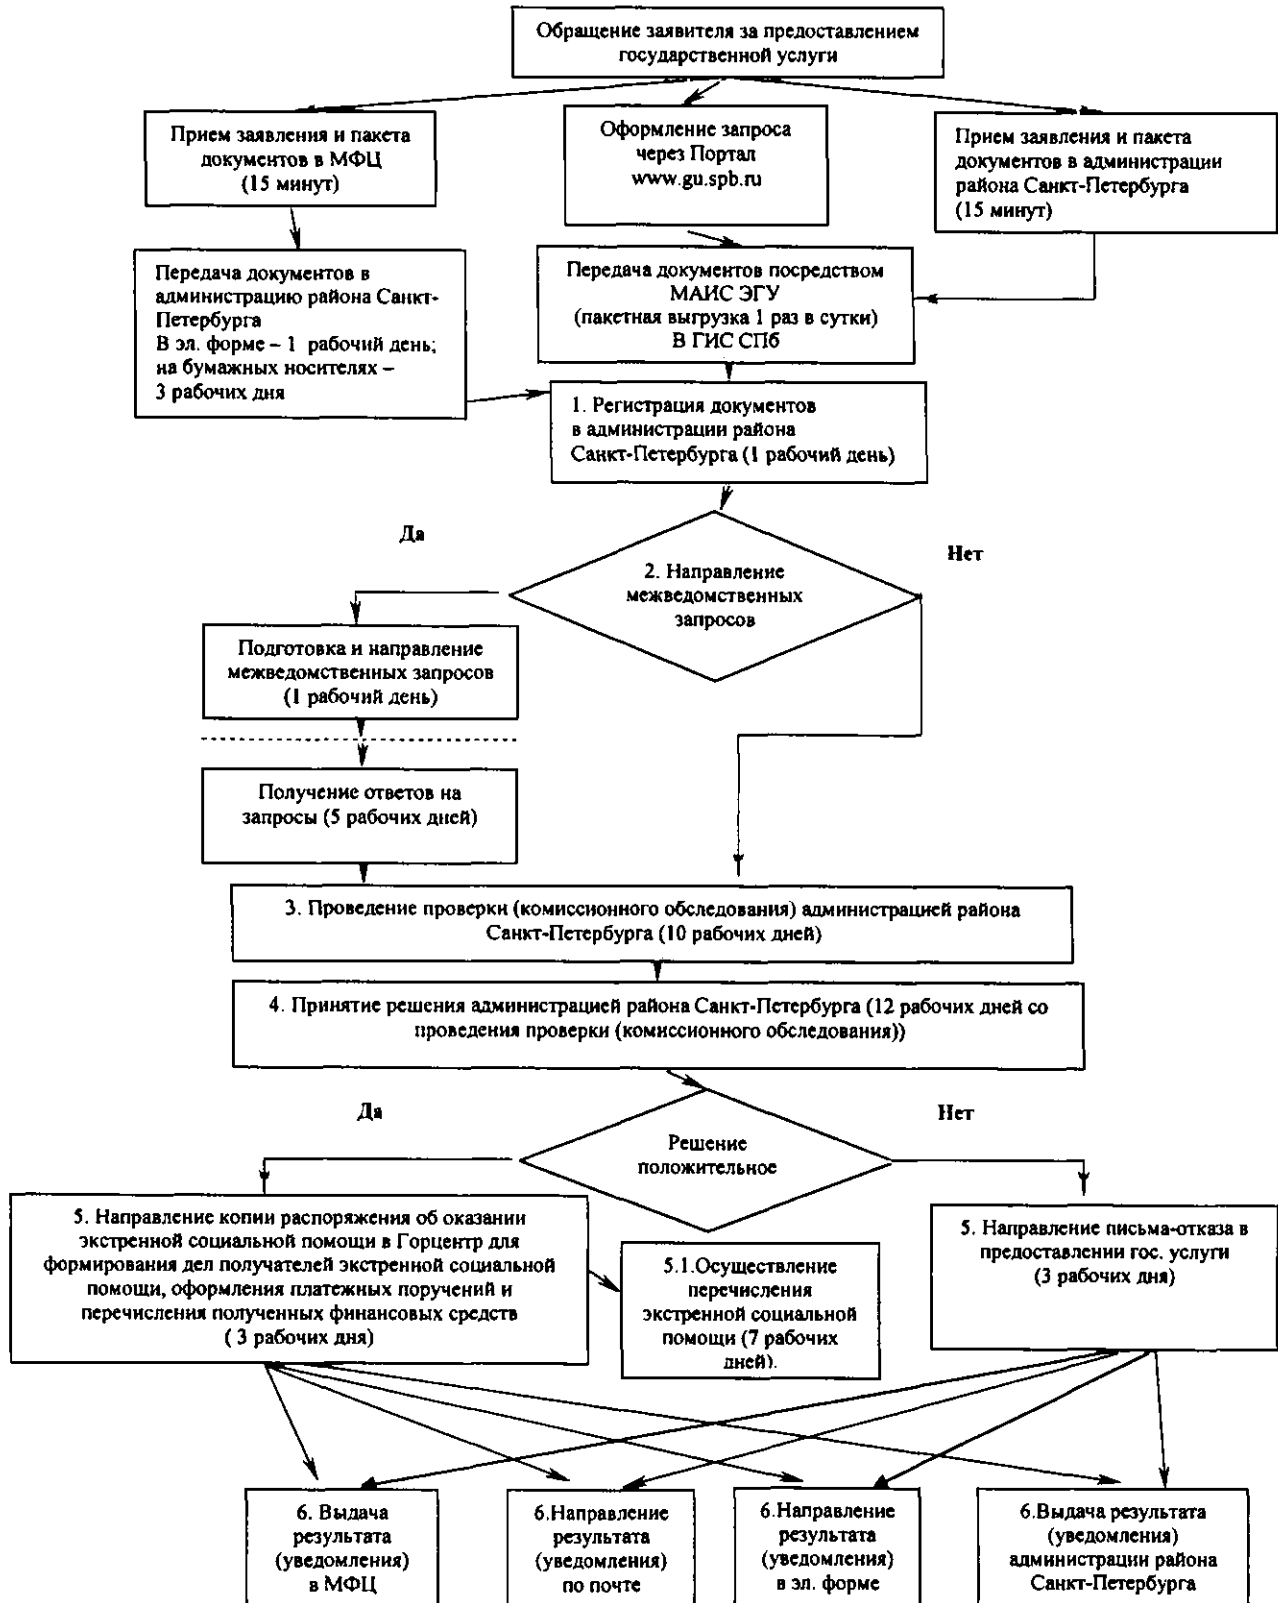 Обращение заявителя за предоставлением
государственной услуги
Прием заявления и пакета
документов в МФЦ
(15 минут)
Оформление запроса
через Портал
www.gu.spb.ru
Прием заявления и пакета
документов в администрации
района Санкт-Петербурга
(15 минут)
Передача документов в
администрацию района Санкт-
Петербурга
В эл. форме – 1 рабочий день;
на бумажных носителях –
3 рабочих дня
Передача документов посредством
МАИС ЭГУ
(пакетная выгрузка 1 раз в сутки)
В ГИС СПб
1. Регистрация документов
в администрации района
Санкт-Петербурга (1 рабочий день)
Да
Нет
2. Направление
межведомственных
запросов
Подготовка и направление
межведомственных запросов
(1 рабочий день)
Получение ответов на
запросы (5 рабочих дней)
3. Проведение проверки (комиссионного обследования) администрацией района
Санкт-Петербурга (10 рабочих дней)
4. Принятие решения администрацией района Санкт-Петербурга (12 рабочих дней со
проведения проверки (комиссионного обследования))
Да
Нет
Решение
положительное
5. Направление копии распоряжения об оказании
экстренной социальной помощи в Горцентр для
формирования дел получателей экстренной социальной
помощи, оформления платежных поручений и
перечисления полученных финансовых средств
( 3 рабочих дня)
5.1.Осуществление
перечисления
экстренной социальной
помощи (7 рабочих
дней).
5. Направление письма-отказа в
предоставлении гос. услуги
(3 рабочих дня)
6. Выдача
результата
(уведомления)
в МФЦ
6.Направление
результата
(уведомления)
по почте
6.Направление
результата
(уведомления)
в эл. форме
6.Выдача результата
(уведомления)
администрации района
Санкт-Петербурга